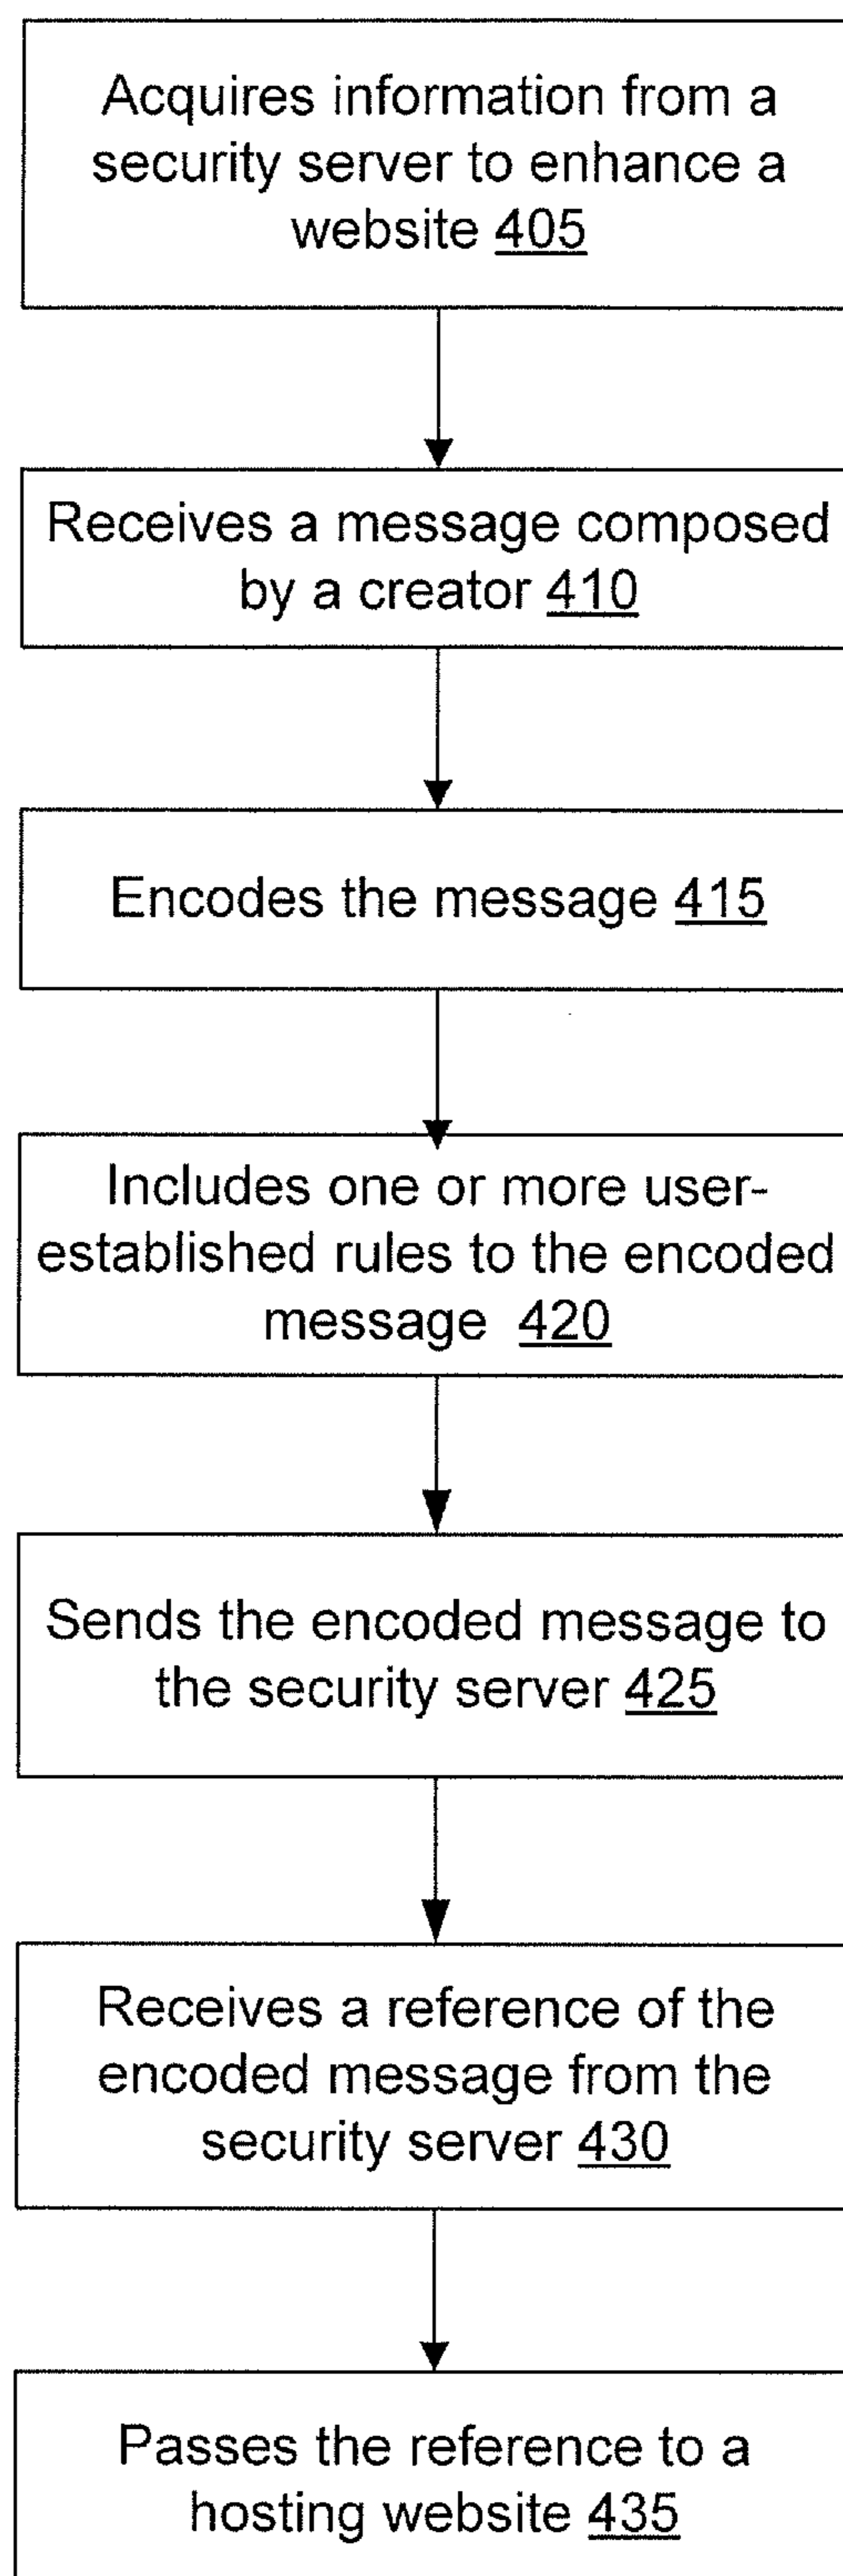 Acquires information from a
security server to enhance a
website 405
Receives a message composed
by a creator 410
Encodes the message 415
Includes one or more user-
established rules to the encoded
message 420
Sends the encoded message to
the security server 425
Receives a reference of the
encoded message from the
security server 430
Passes the reference to a
hosting website 435